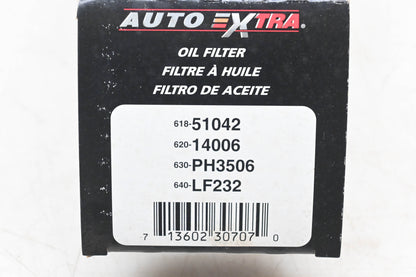 AUTO EXTRA®
OIL FILTER
FILTRE À HUILE
FILTRO DE ACEITE
618-51042
620-14006
630-PH3506
640-LF232
7 13602 30707 0